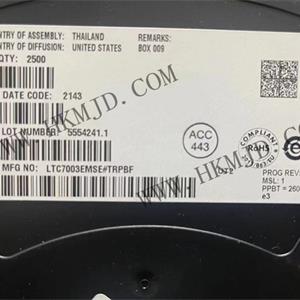 NTRY OF ASSEMBLY: THAILAND
NTRY OF DIFFUSION: UNITED STATES
REMARKS:
BOX 009
QTY: 2500
DATE CODE: 2143
LOT NUMBER: 5554241.1
MFG NO: LTC7003EMSE#TRPBF
ACC
443
COMPLIANT
RoHS
PROG REV:
MSL: 1
PPBT = 260
e3
WWW.HKMJD.COM